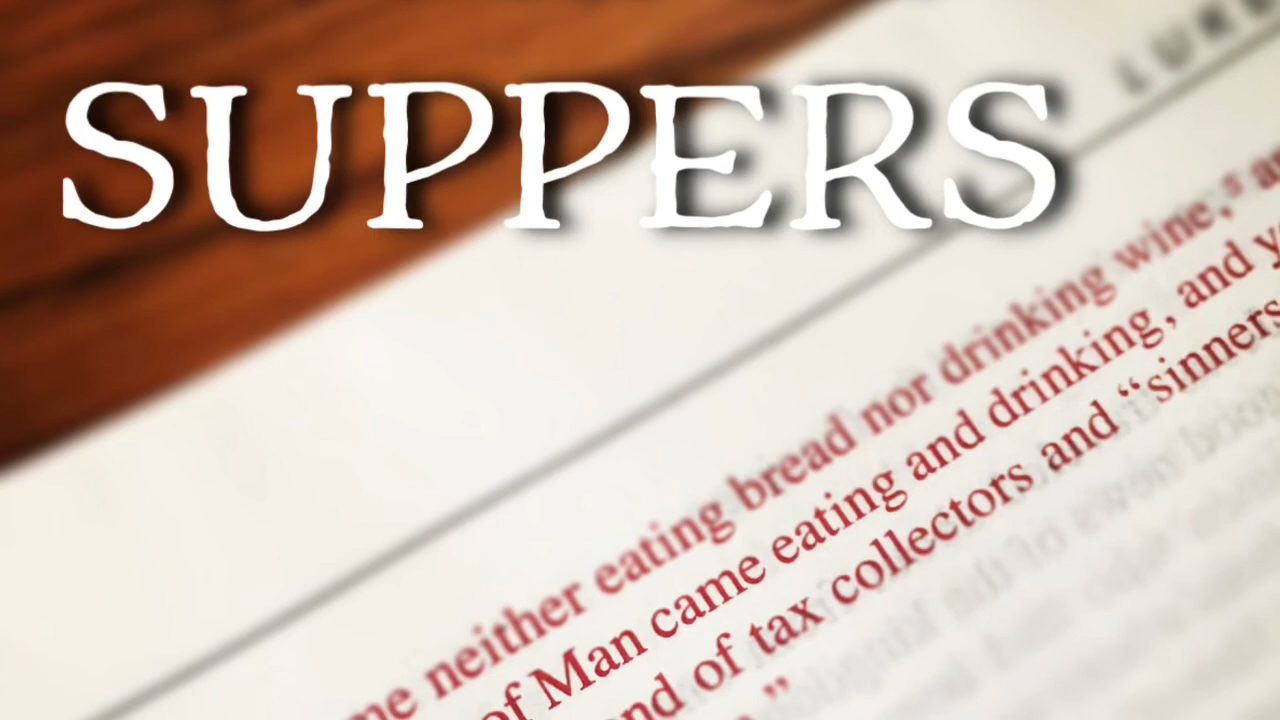 SUPPERS
LUKE
me neither eating bread nor drinking wine,
of Man came eating and drinking, and
of tax collectors and “sinners
”